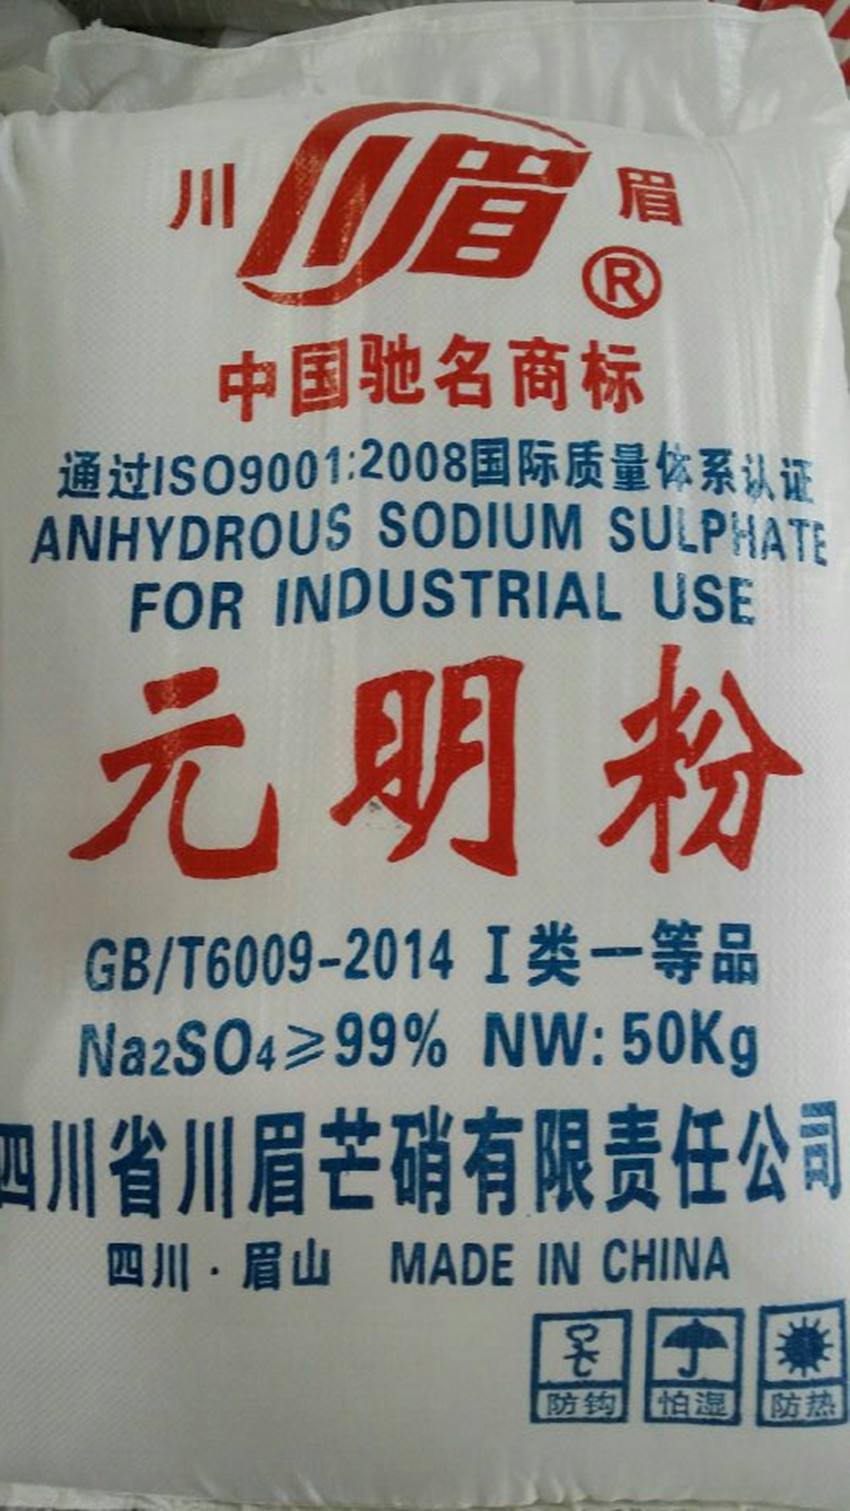 川 川眉 眉
®
中国驰名商标
通过ISO9001:2008国际质量体系认证
ANHYDROUS SODIUM SULPHATE
FOR INDUSTRIAL USE
元明粉
GB/T6009-2014 I类一等品
Na₂SO₄≥99% NW: 50Kg
四川省川眉芒硝有限责任公司
四川·眉山 MADE IN CHINA
防钩 怕湿 防热